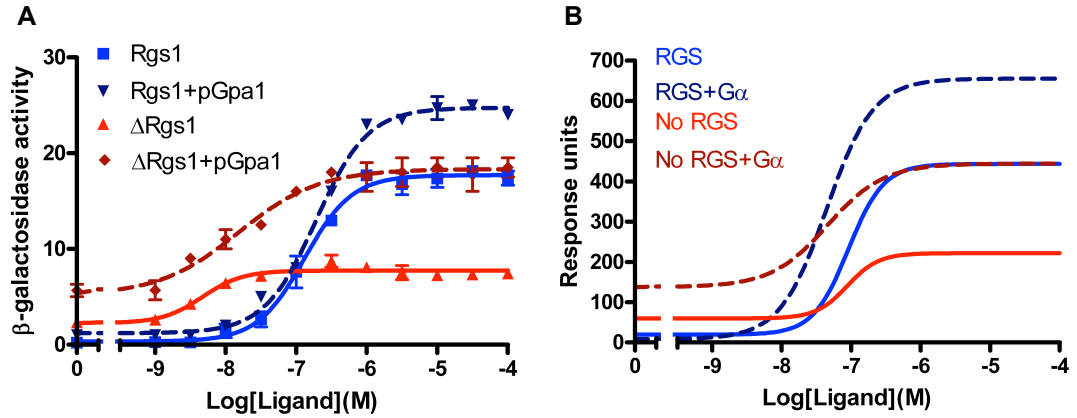 A
Rgs1
Rgs1+pGpa1
ΔRgs1
ΔRgs1+pGpa1
β-galactosidase activity
30
20
10
0
0 -9 -8 -7 -6 -5 -4
Log[Ligand](M)
B
RGS
RGS+Gα
No RGS
No RGS+Gα
Response units
700
600
500
400
300
200
100
0
0 -9 -8 -7 -6 -5 -4
Log[Ligand](M)